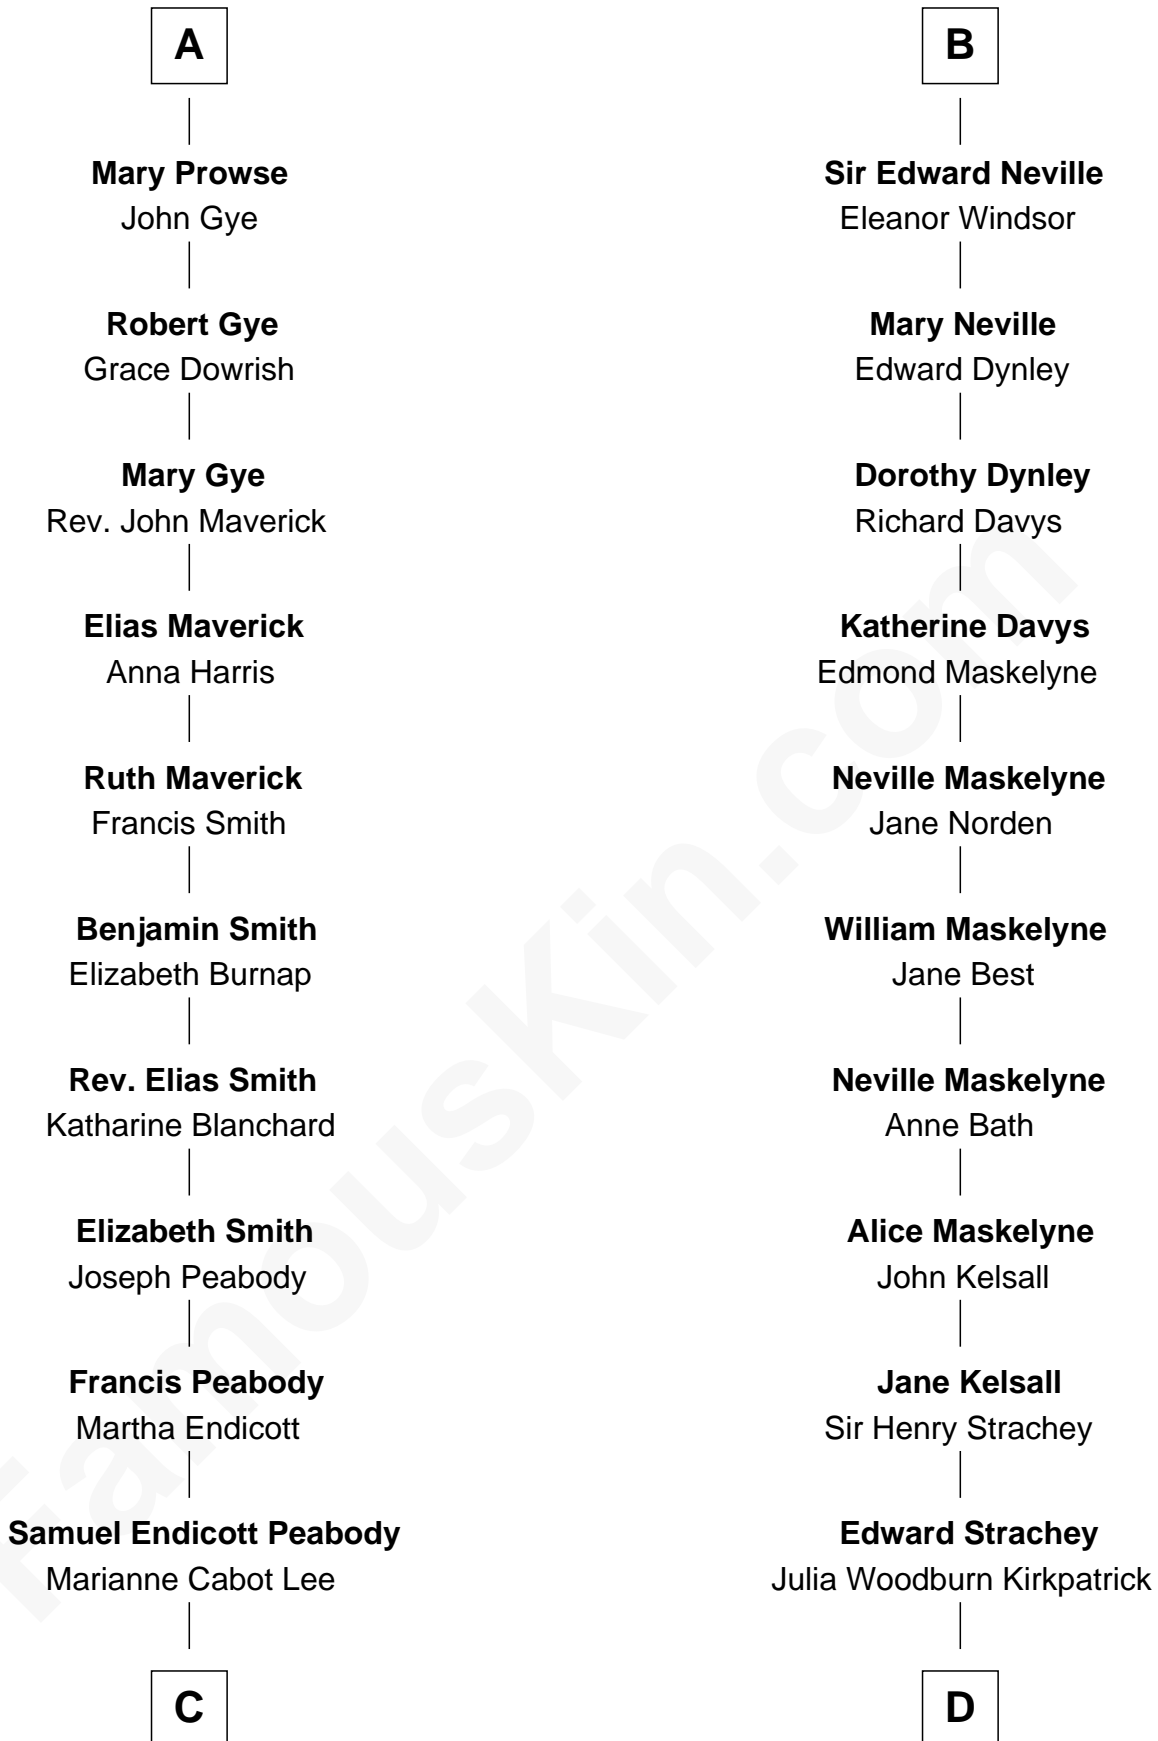 A
Mary Prowse
John Gye
Robert Gye
Grace Dowrish
Mary Gye
Rev. John Maverick
Elias Maverick
Anna Harris
Ruth Maverick
Francis Smith
Benjamin Smith
Elizabeth Burnap
Rev. Elias Smith
Katharine Blanchard
Elizabeth Smith
Joseph Peabody
Francis Peabody
Martha Endicott
Samuel Endicott Peabody
Marianne Cabot Lee
C
B
Sir Edward Neville
Eleanor Windsor
Mary Neville
Edward Dynley
Dorothy Dynley
Richard Davys
Katherine Davys
Edmond Maskelyne
Neville Maskelyne
Jane Norden
William Maskelyne
Jane Best
Neville Maskelyne
Anne Bath
Alice Maskelyne
John Kelsall
Jane Kelsall
Sir Henry Strachey
Edward Strachey
Julia Woodburn Kirkpatrick
D
FamousKin.com